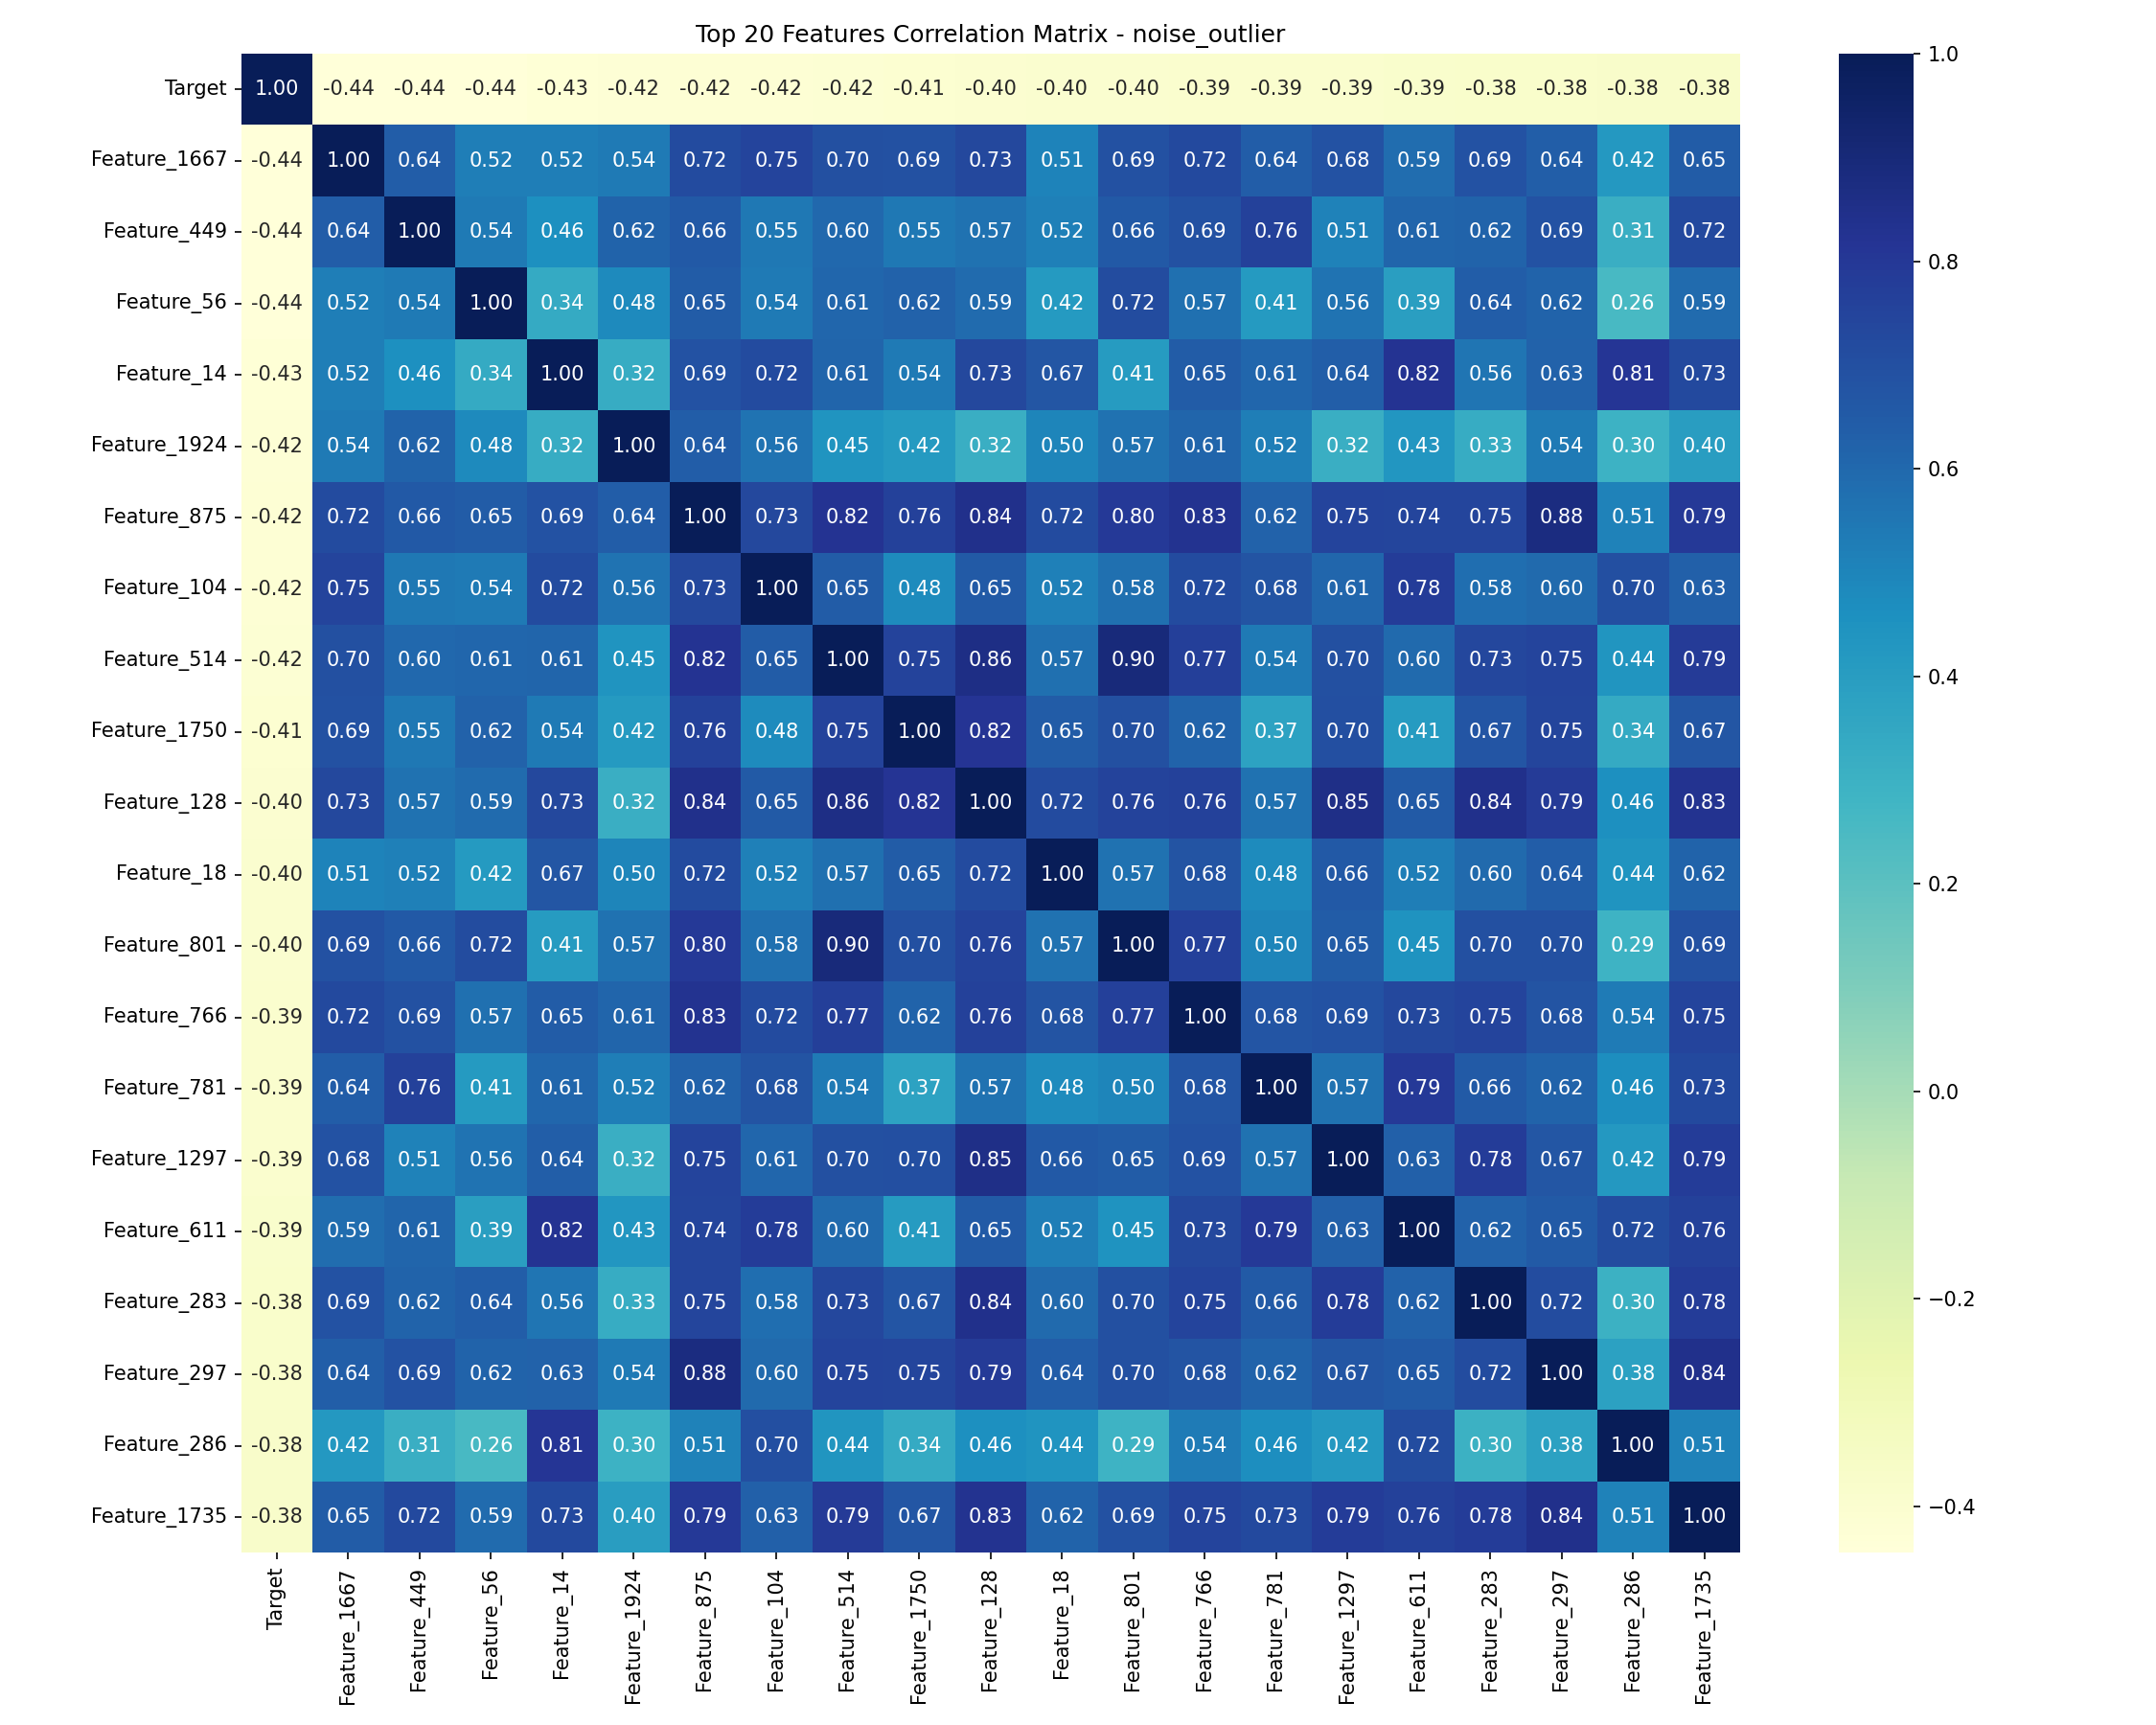 Top 20 Features Correlation Matrix - noise_outlier
Target 1.00 -0.44 -0.44 -0.44 -0.43 -0.42 -0.42 -0.42 -0.42 -0.41 -0.40 -0.40 -0.40 -0.39 -0.39 -0.39 -0.39 -0.38 -0.38 -0.38 -0.38
Feature_1667 -0.44 1.00 0.64 0.52 0.52 0.54 0.72 0.75 0.70 0.69 0.73 0.51 0.69 0.72 0.64 0.68 0.59 0.69 0.64 0.42 0.65
Feature_449 -0.44 0.64 1.00 0.54 0.46 0.62 0.66 0.55 0.60 0.55 0.57 0.52 0.66 0.69 0.76 0.51 0.61 0.62 0.69 0.31 0.72
Feature_56 -0.44 0.52 0.54 1.00 0.34 0.48 0.65 0.54 0.61 0.62 0.59 0.42 0.72 0.57 0.41 0.56 0.39 0.64 0.62 0.26 0.59
Feature_14 -0.43 0.52 0.46 0.34 1.00 0.32 0.69 0.72 0.61 0.54 0.73 0.67 0.41 0.65 0.61 0.64 0.82 0.56 0.63 0.81 0.73
Feature_1924 -0.42 0.54 0.62 0.48 0.32 1.00 0.64 0.56 0.45 0.42 0.32 0.50 0.57 0.61 0.52 0.32 0.43 0.33 0.54 0.30 0.40
Feature_875 -0.42 0.72 0.66 0.65 0.69 0.64 1.00 0.73 0.82 0.76 0.84 0.72 0.80 0.83 0.62 0.75 0.74 0.75 0.88 0.51 0.79
Feature_104 -0.42 0.75 0.55 0.54 0.72 0.56 0.73 1.00 0.65 0.48 0.65 0.52 0.58 0.72 0.68 0.61 0.78 0.58 0.60 0.70 0.63
Feature_514 -0.42 0.70 0.60 0.61 0.61 0.45 0.82 0.65 1.00 0.75 0.86 0.57 0.90 0.77 0.54 0.70 0.60 0.73 0.75 0.44 0.79
Feature_1750 -0.41 0.69 0.55 0.62 0.54 0.42 0.76 0.48 0.75 1.00 0.82 0.65 0.70 0.62 0.37 0.70 0.41 0.67 0.75 0.34 0.67
Feature_128 -0.40 0.73 0.57 0.59 0.73 0.32 0.84 0.65 0.86 0.82 1.00 0.72 0.76 0.76 0.57 0.85 0.65 0.84 0.79 0.46 0.83
Feature_18 -0.40 0.51 0.52 0.42 0.67 0.50 0.72 0.52 0.57 0.65 0.72 1.00 0.57 0.68 0.48 0.66 0.52 0.60 0.64 0.44 0.62
Feature_801 -0.40 0.69 0.66 0.72 0.41 0.57 0.80 0.58 0.90 0.70 0.76 0.57 1.00 0.77 0.50 0.65 0.45 0.70 0.70 0.29 0.69
Feature_766 -0.39 0.72 0.69 0.57 0.65 0.61 0.83 0.72 0.77 0.62 0.76 0.68 0.77 1.00 0.68 0.69 0.73 0.75 0.68 0.54 0.75
Feature_781 -0.39 0.64 0.76 0.41 0.61 0.52 0.62 0.68 0.54 0.37 0.57 0.48 0.50 0.68 1.00 0.57 0.79 0.66 0.62 0.46 0.73
Feature_1297 -0.39 0.68 0.51 0.56 0.64 0.32 0.75 0.61 0.70 0.70 0.85 0.66 0.65 0.69 0.57 1.00 0.63 0.78 0.67 0.42 0.79
Feature_611 -0.39 0.59 0.61 0.39 0.82 0.43 0.74 0.78 0.60 0.41 0.65 0.52 0.45 0.73 0.79 0.63 1.00 0.62 0.65 0.72 0.76
Feature_283 -0.38 0.69 0.62 0.64 0.56 0.33 0.75 0.58 0.73 0.67 0.84 0.60 0.70 0.75 0.66 0.78 0.62 1.00 0.72 0.30 0.78
Feature_297 -0.38 0.64 0.69 0.62 0.63 0.54 0.88 0.60 0.75 0.75 0.79 0.64 0.70 0.68 0.62 0.67 0.65 0.72 1.00 0.38 0.84
Feature_286 -0.38 0.42 0.31 0.26 0.81 0.30 0.51 0.70 0.44 0.34 0.46 0.44 0.29 0.54 0.46 0.42 0.72 0.30 0.38 1.00 0.51
Feature_1735 -0.38 0.65 0.72 0.59 0.73 0.40 0.79 0.63 0.79 0.67 0.83 0.62 0.69 0.75 0.73 0.79 0.76 0.78 0.84 0.51 1.00
Target Feature_1667 Feature_449 Feature_56 Feature_14 Feature_1924 Feature_875 Feature_104 Feature_514 Feature_1750 Feature_128 Feature_18 Feature_801 Feature_766 Feature_781 Feature_1297 Feature_611 Feature_283 Feature_297 Feature_286 Feature_1735
1.0
0.8
0.6
0.4
0.2
0.0
−0.2
−0.4